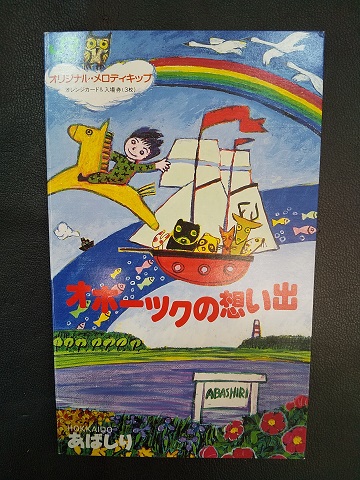 オリジナル・メロディキップ
オレンジカード&入場券(3枚)
オホーツクの想い出
ABASHIRI
HOKKAIDO
あばしり